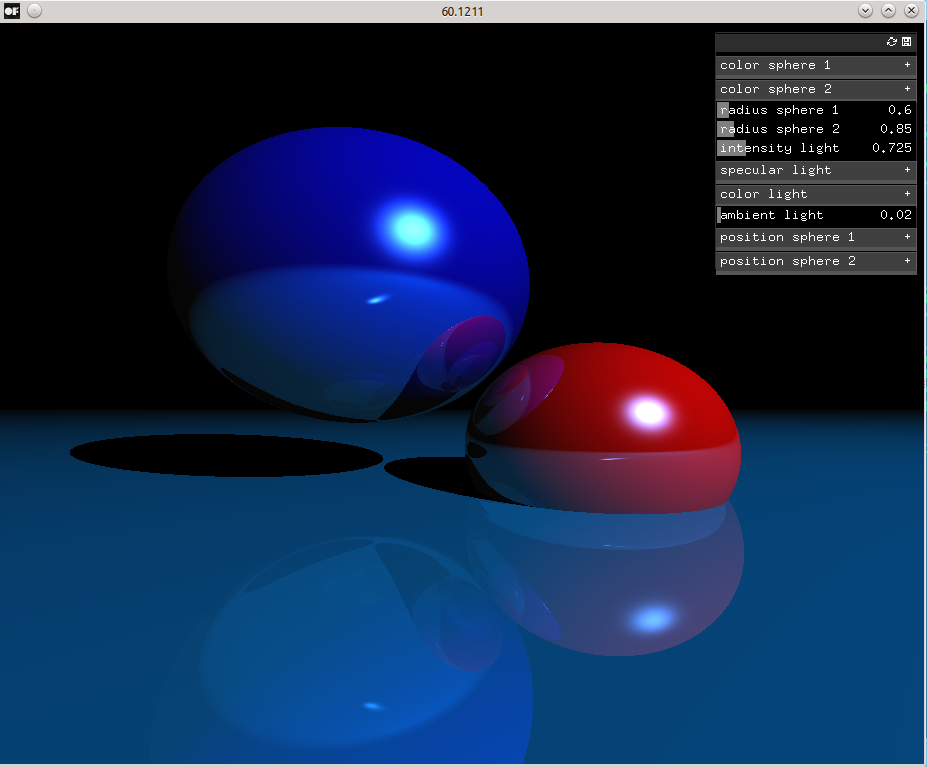 OF
60.1211
color sphere 1 +
color sphere 2 +
radius sphere 1 0.6
radius sphere 2 0.85
intensity light 0.725
specular light +
color light +
ambient light 0.02
position sphere 1 +
position sphere 2 +